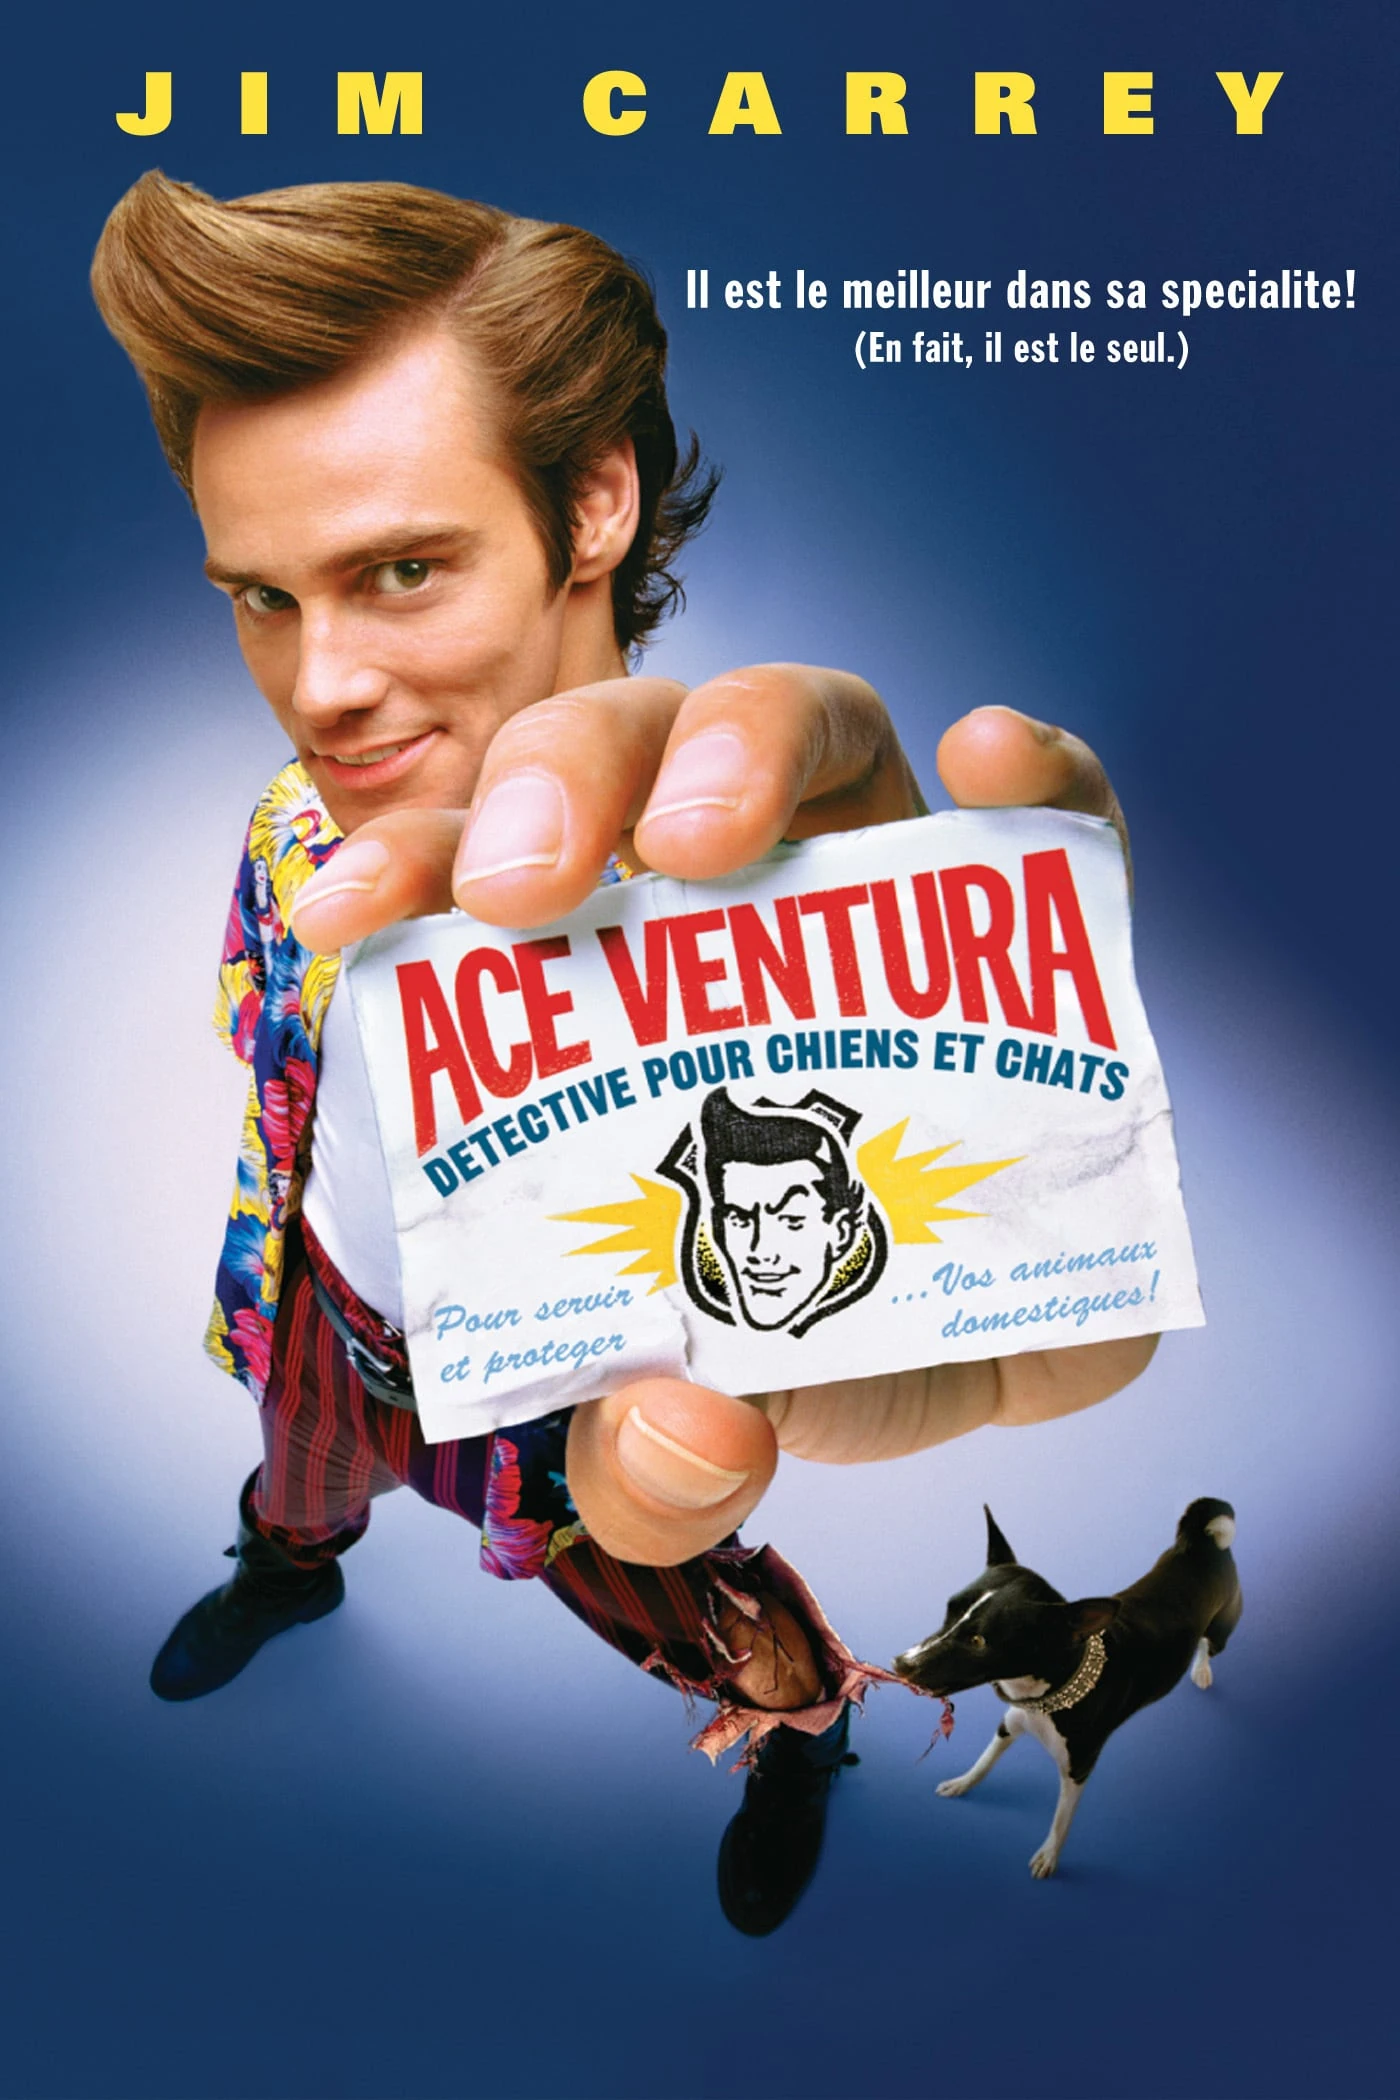 JIM CARREY
Il est le meilleur dans sa specialite!
(En fait, il est le seul.)
ACE VENTURA
DETECTIVE POUR CHIENS ET CHATS
Pour servir
et proteger
...Vos animaux
domestiques!